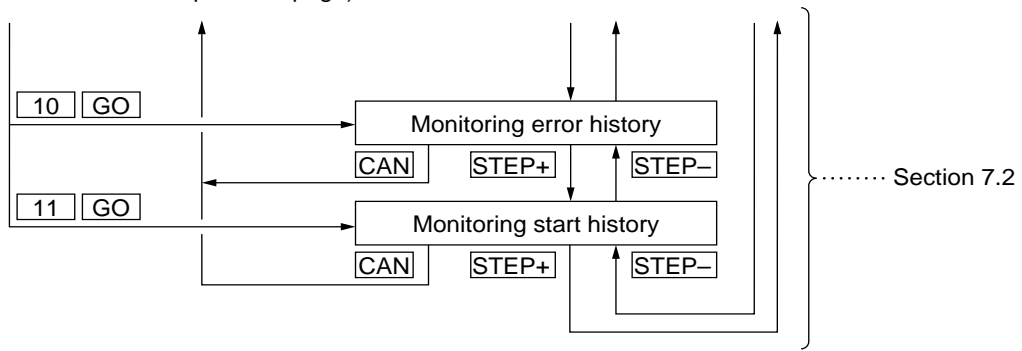 10 GO
Monitoring error history
CAN STEP+ STEP–
Section 7.2
11 GO
Monitoring start history
CAN STEP+ STEP–